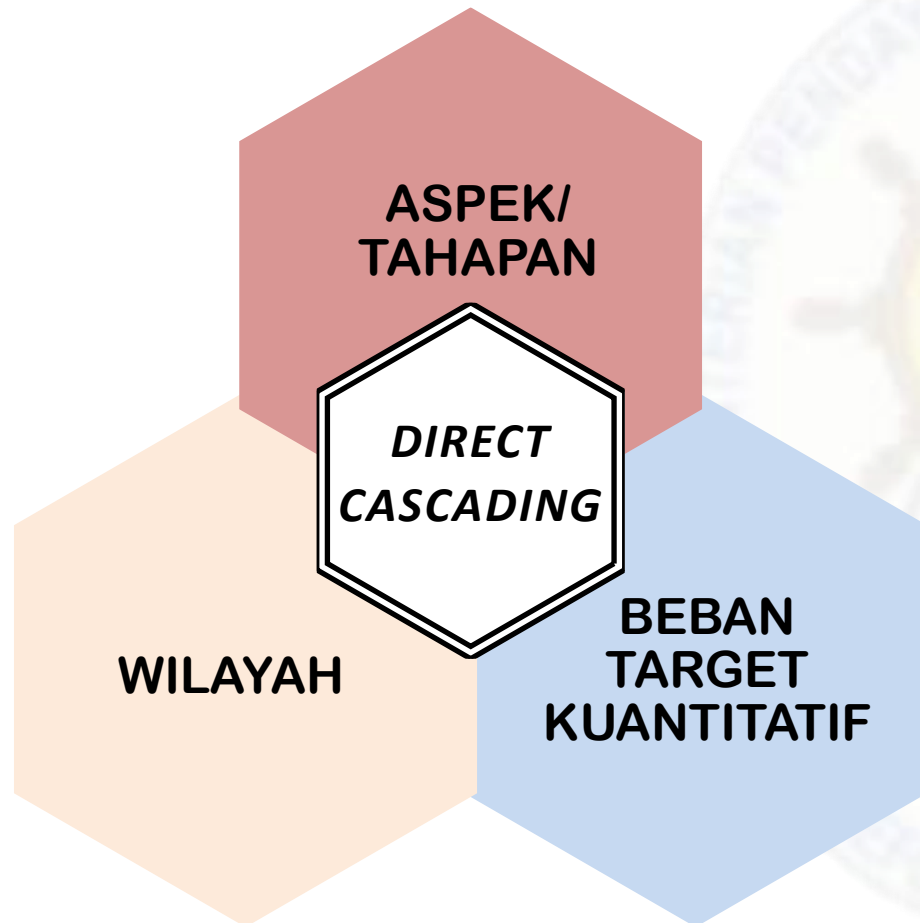 ASPEK/
TAHAPAN
DIRECT
CASCADING
WILAYAH
BEBAN
TARGET
KUANTITATIF